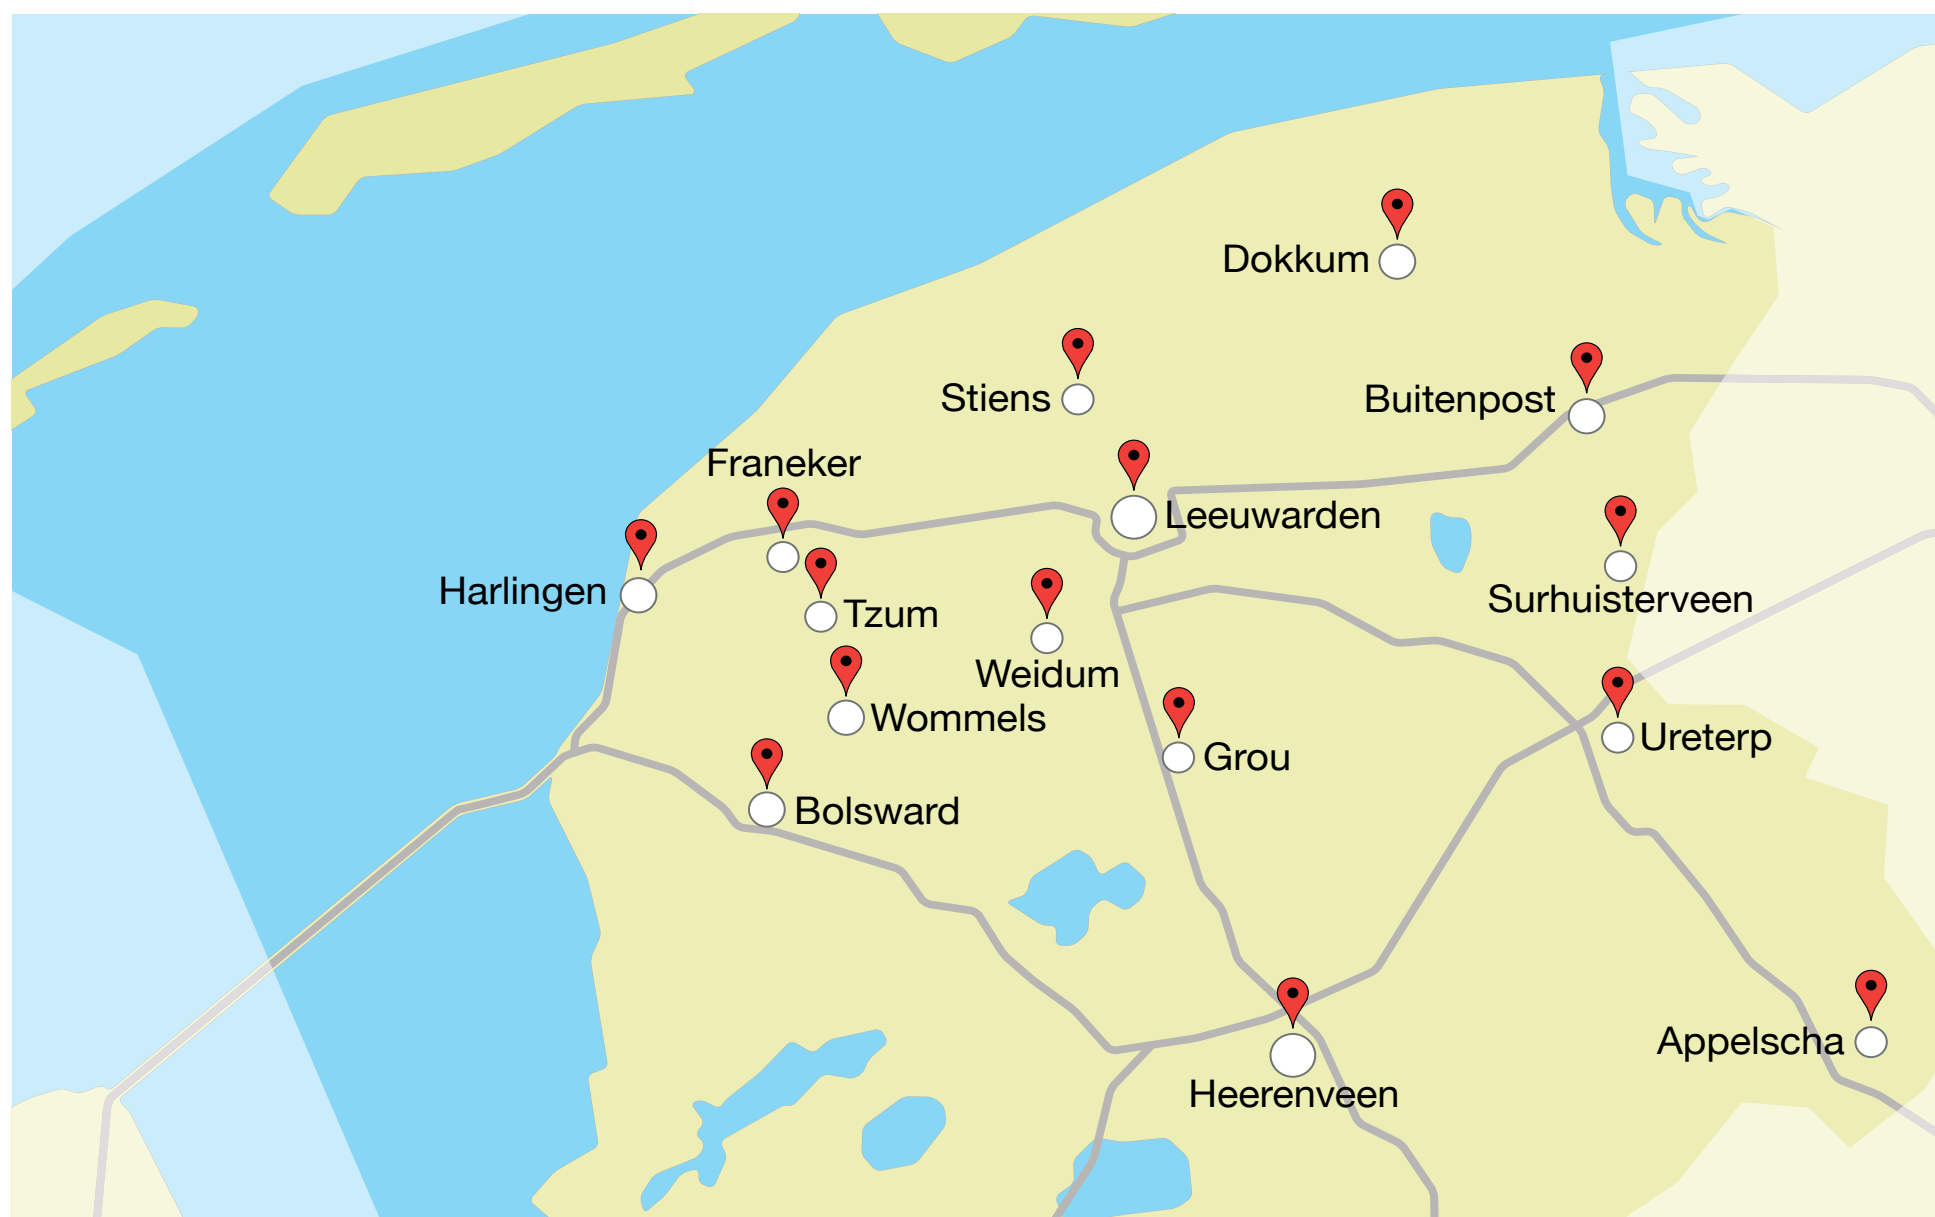 Dokkum
Stiens
Buitenpost
Franeker
Leeuwarden
Harlingen
Surhuisterveen
Tzum
Weidum
Wommels
Ureterp
Grou
Bolsward
Appelscha
Heerenveen